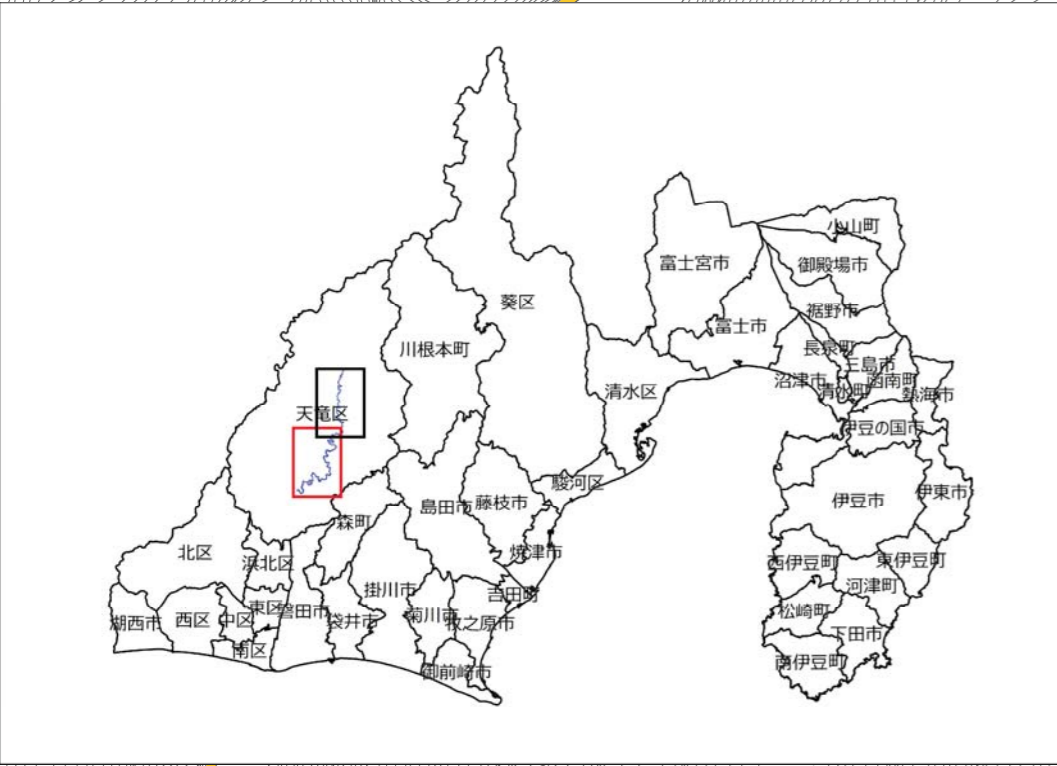 小山町
富士宮市
御殿場市
葵区
裾野市
富士市
川根本町
長泉町
三島市
沼津市
函南町
清水町
熱海市
清水区
天竜区
伊豆の国市
駿河区
伊東市
島田市
藤枝市
伊豆市
森町
北区
焼津市
浜北区
西伊豆町
東伊豆町
掛川市
河津町
吉田町
東区
磐田市
松崎町
湖西市
西区
中区
袋井市
菊川市
牧之原市
下田市
南区
南伊豆町
御前崎市